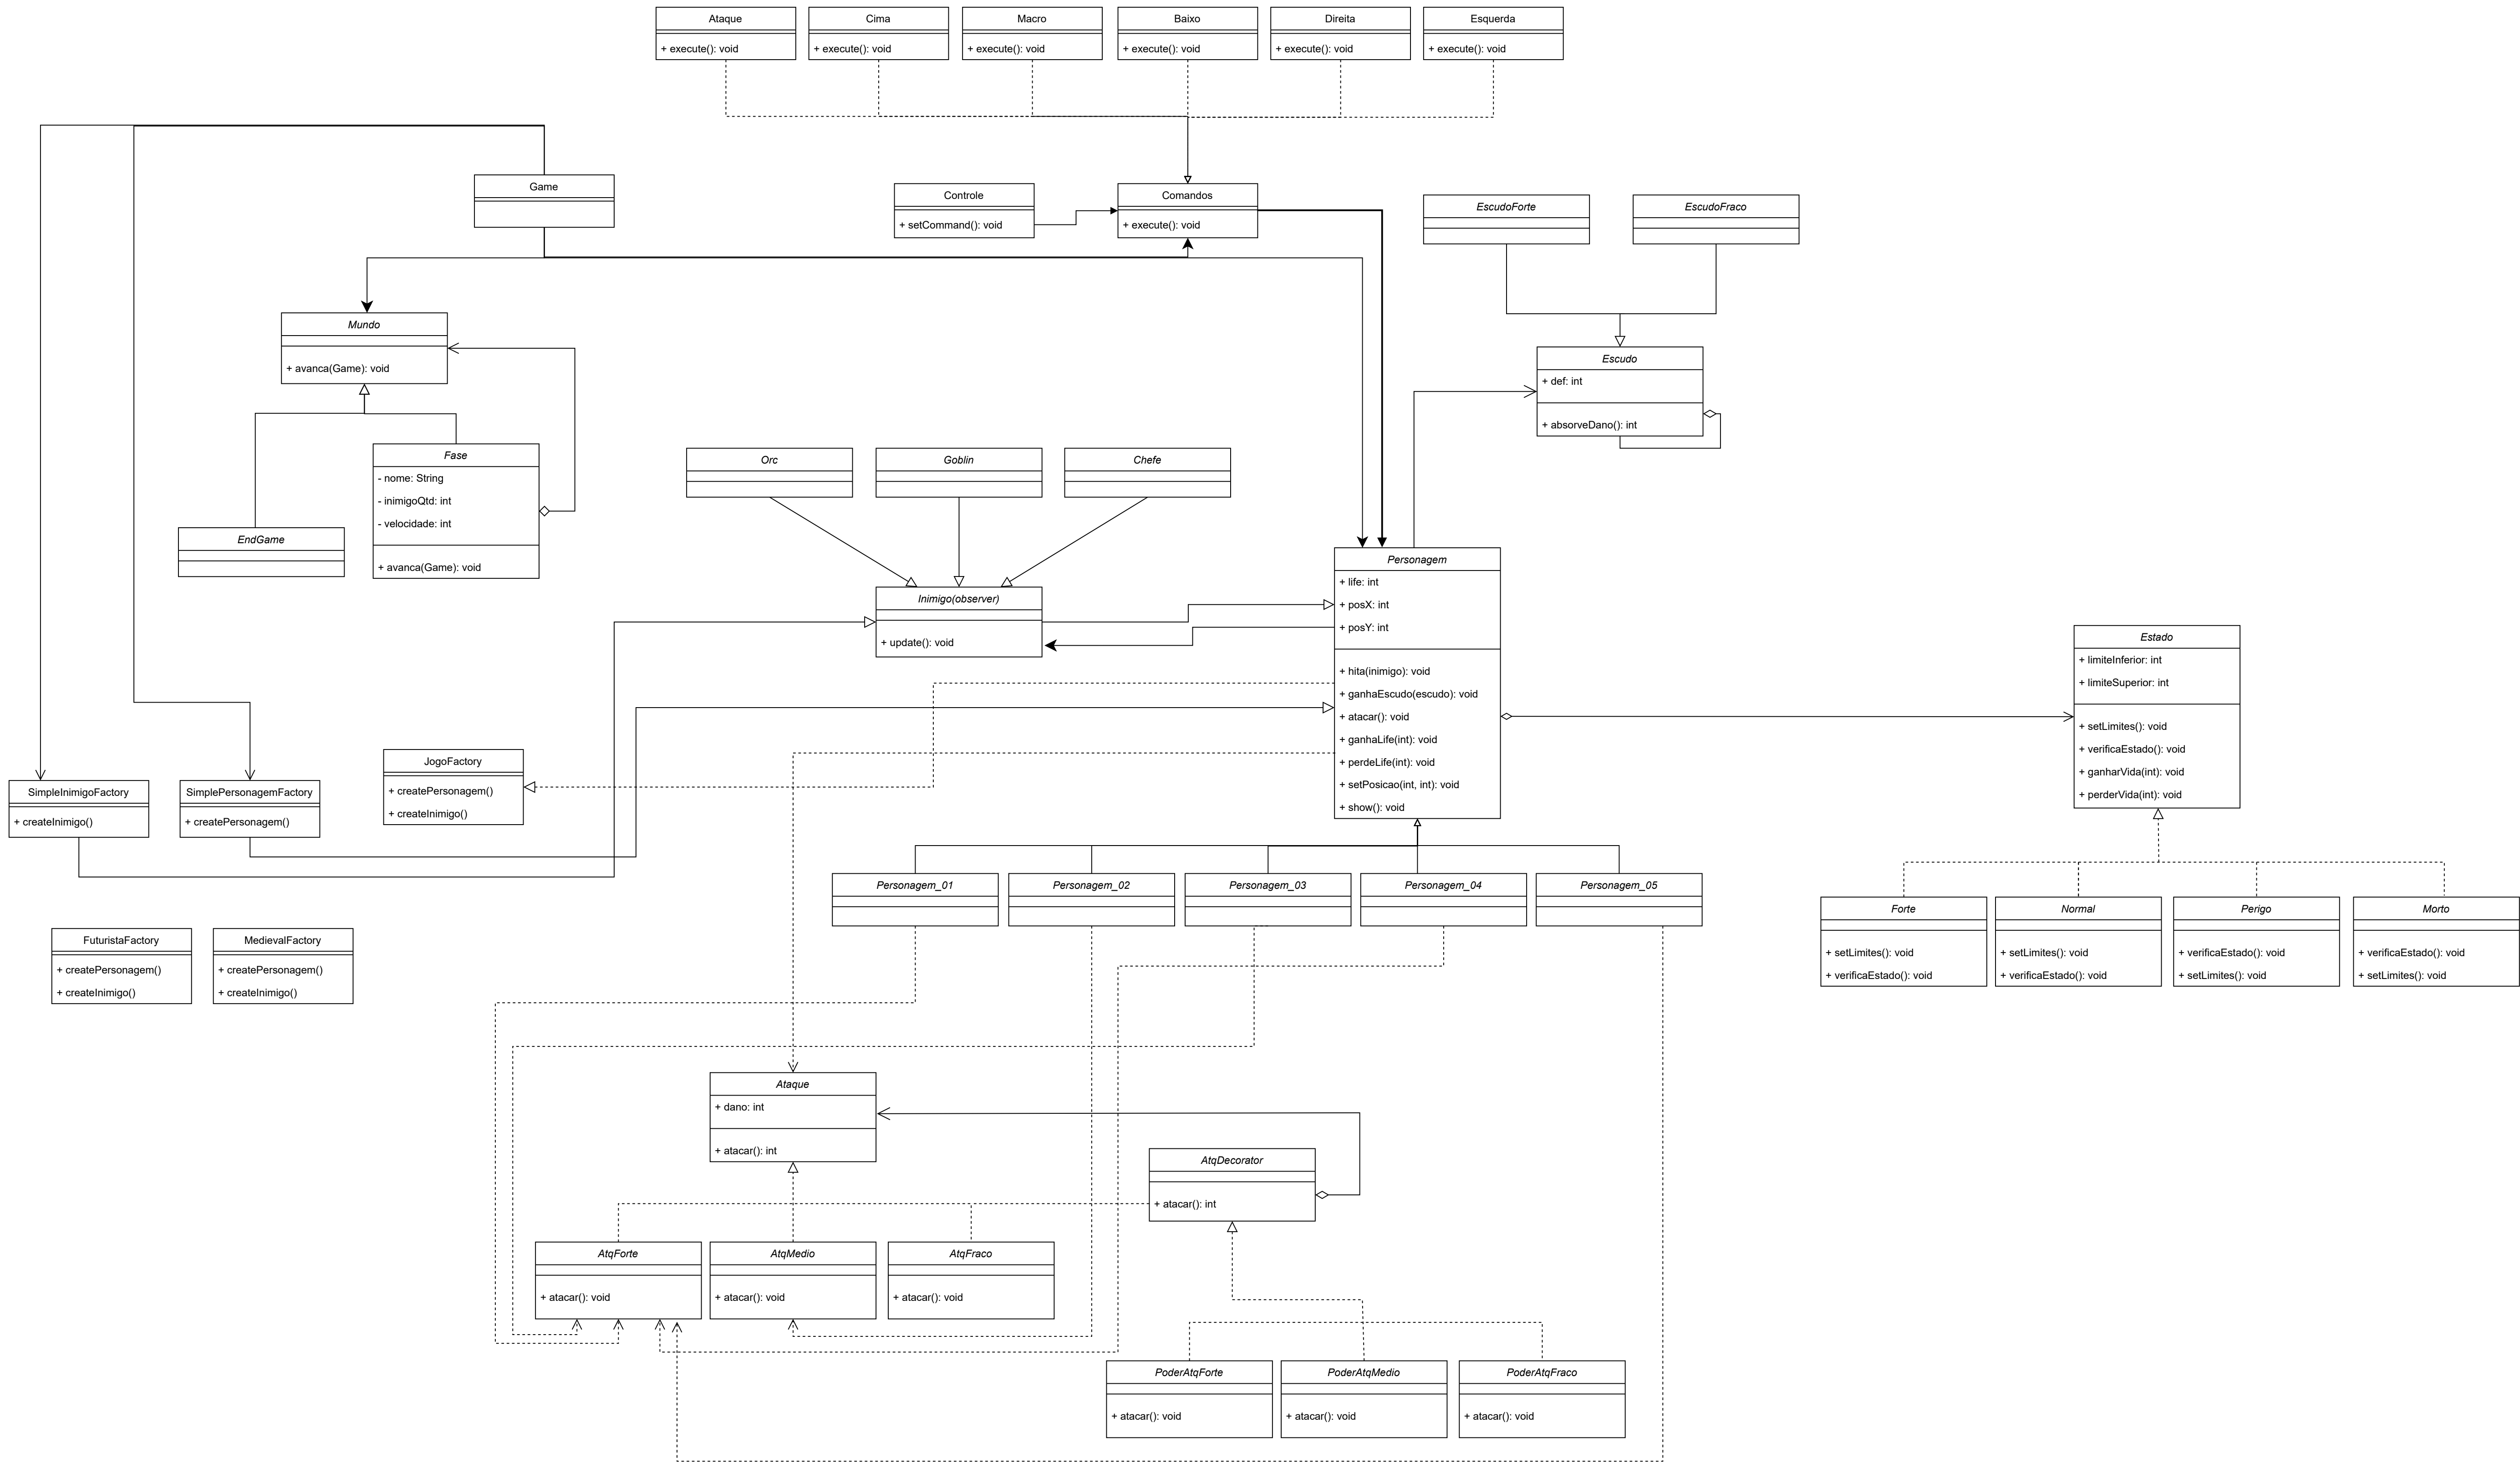 Ataque
+ execute(): void
Cima
+ execute(): void
Macro
+ execute(): void
Baixo
+ execute(): void
Direita
+ execute(): void
Esquerda
+ execute(): void
Game
Controle
+ setCommand(): void
Comandos
+ execute(): void
EscudoForte
EscudoFraco
Mundo
+ avanca(Game): void
Escudo
+ def: int
+ absorveDano(): int
Fase
- nome: String
- inimigoQtd: int
- velocidade: int
+ avanca(Game): void
EndGame
Orc
Goblin
Chefe
Inimigo(observer)
+ update(): void
Personagem
+ life: int
+ posX: int
+ posY: int
+ hita(inimigo): void
+ ganhaEscudo(escudo): void
+ atacar(): void
+ ganhaLife(int): void
+ perdeLife(int): void
+ setPosicao(int, int): void
+ show(): void
Estado
+ limiteInferior: int
+ limiteSuperior: int
+ setLimites(): void
+ verificaEstado(): void
+ ganharVida(int): void
+ perderVida(int): void
SimpleInimigoFactory
+ createInimigo()
SimplePersonagemFactory
+ createPersonagem()
JogoFactory
+ createPersonagem()
+ createInimigo()
Personagem_01
Personagem_02
Personagem_03
Personagem_04
Personagem_05
Forte
+ setLimites(): void
+ verificaEstado(): void
Normal
+ setLimites(): void
+ verificaEstado(): void
Perigo
+ verificaEstado(): void
+ setLimites(): void
Morto
+ verificaEstado(): void
+ setLimites(): void
FuturistaFactory
+ createPersonagem()
+ createInimigo()
MedievalFactory
+ createPersonagem()
+ createInimigo()
Ataque
+ dano: int
+ atacar(): int
AtqDecorator
+ atacar(): int
AtqForte
+ atacar(): void
AtqMedio
+ atacar(): void
AtqFraco
+ atacar(): void
PoderAtqForte
+ atacar(): void
PoderAtqMedio
+ atacar(): void
PoderAtqFraco
+ atacar(): void